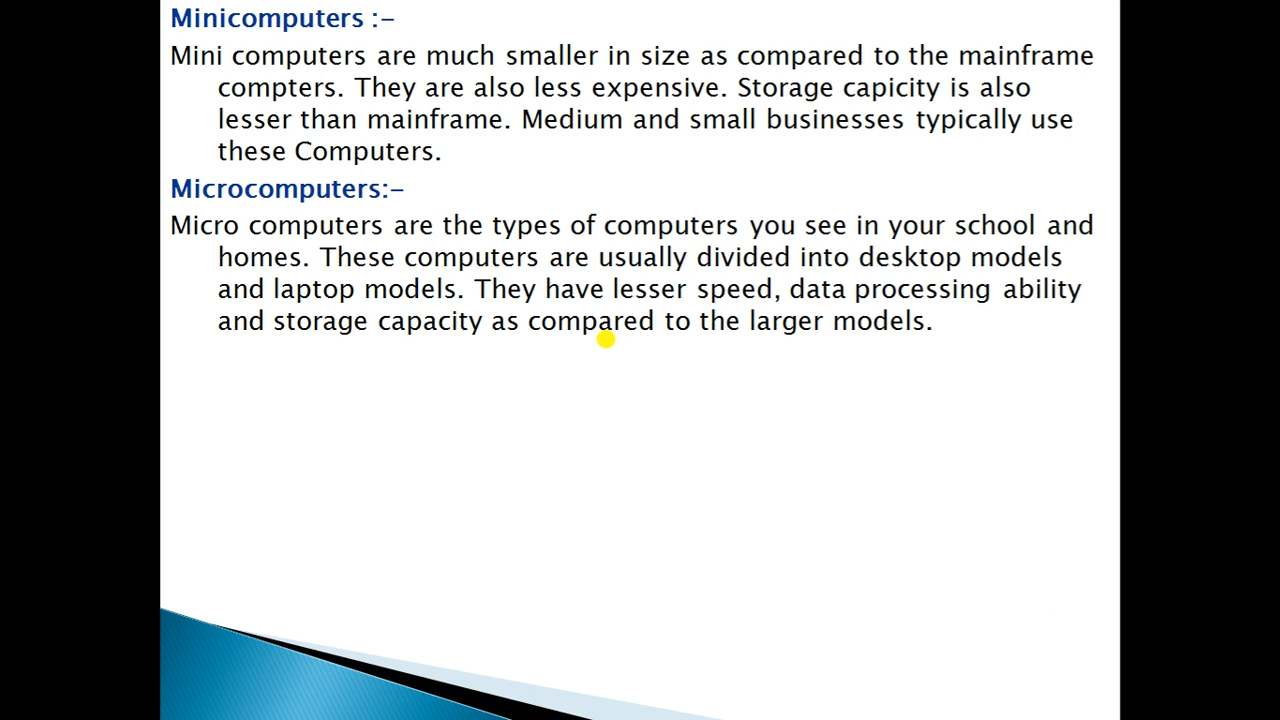 Minicomputers :–
Mini computers are much smaller in size as compared to the mainframe
compters. They are also less expensive. Storage capicity is also
lesser than mainframe. Medium and small businesses typically use
these Computers.
Microcomputers:–
Micro computers are the types of computers you see in your school and
homes. These computers are usually divided into desktop models
and laptop models. They have lesser speed, data processing ability
and storage capacity as compared to the larger models.